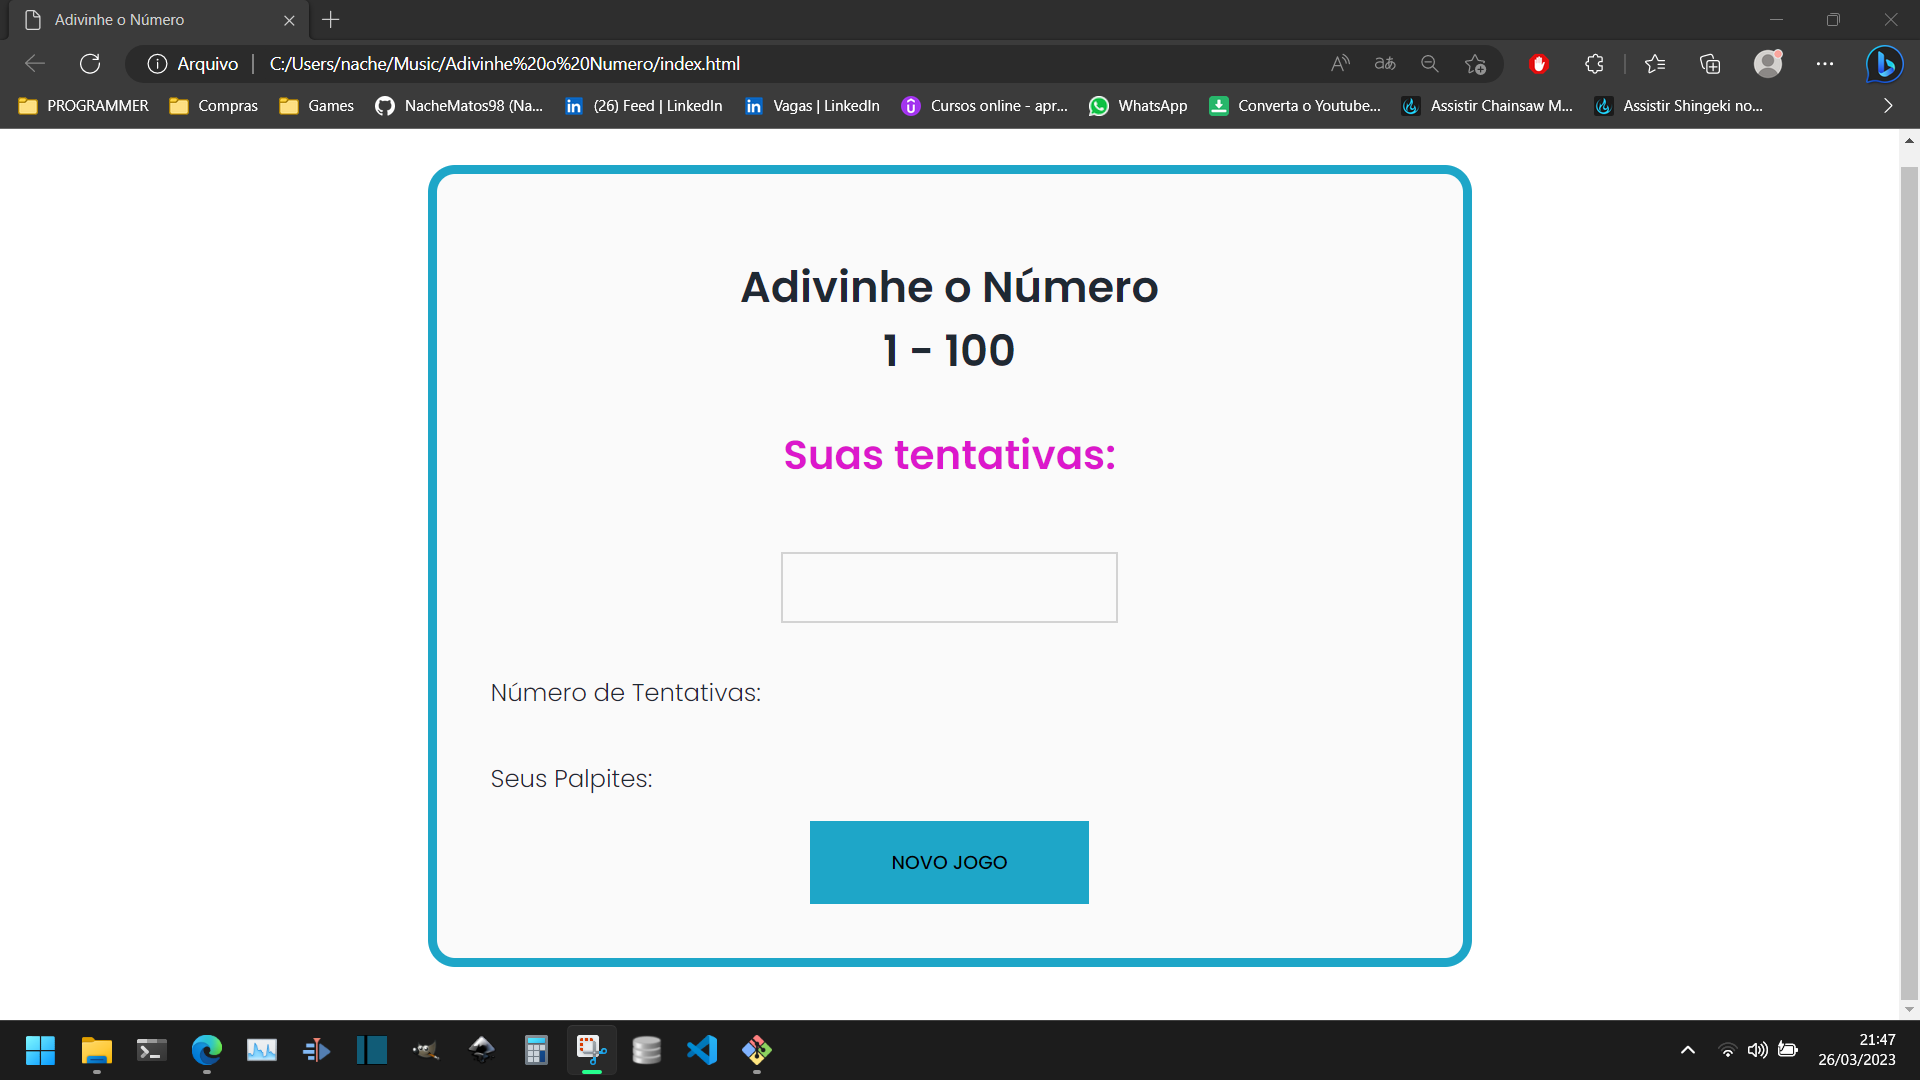 Adivinhe o Número
Arquivo
C:/Users/nache/Music/Adivinhe%20o%20Numero/index.html
PROGRAMMER
Compras
Games
NacheMatos98 (Na...
(26) Feed | LinkedIn
Vagas | LinkedIn
Cursos online - apr...
WhatsApp
Converta o Youtube...
Assistir Chainsaw M...
Assistir Shingeki no...
Adivinhe o Número
1 - 100
Suas tentativas:
Número de Tentativas:
Seus Palpites:
NOVO JOGO
21:47
26/03/2023